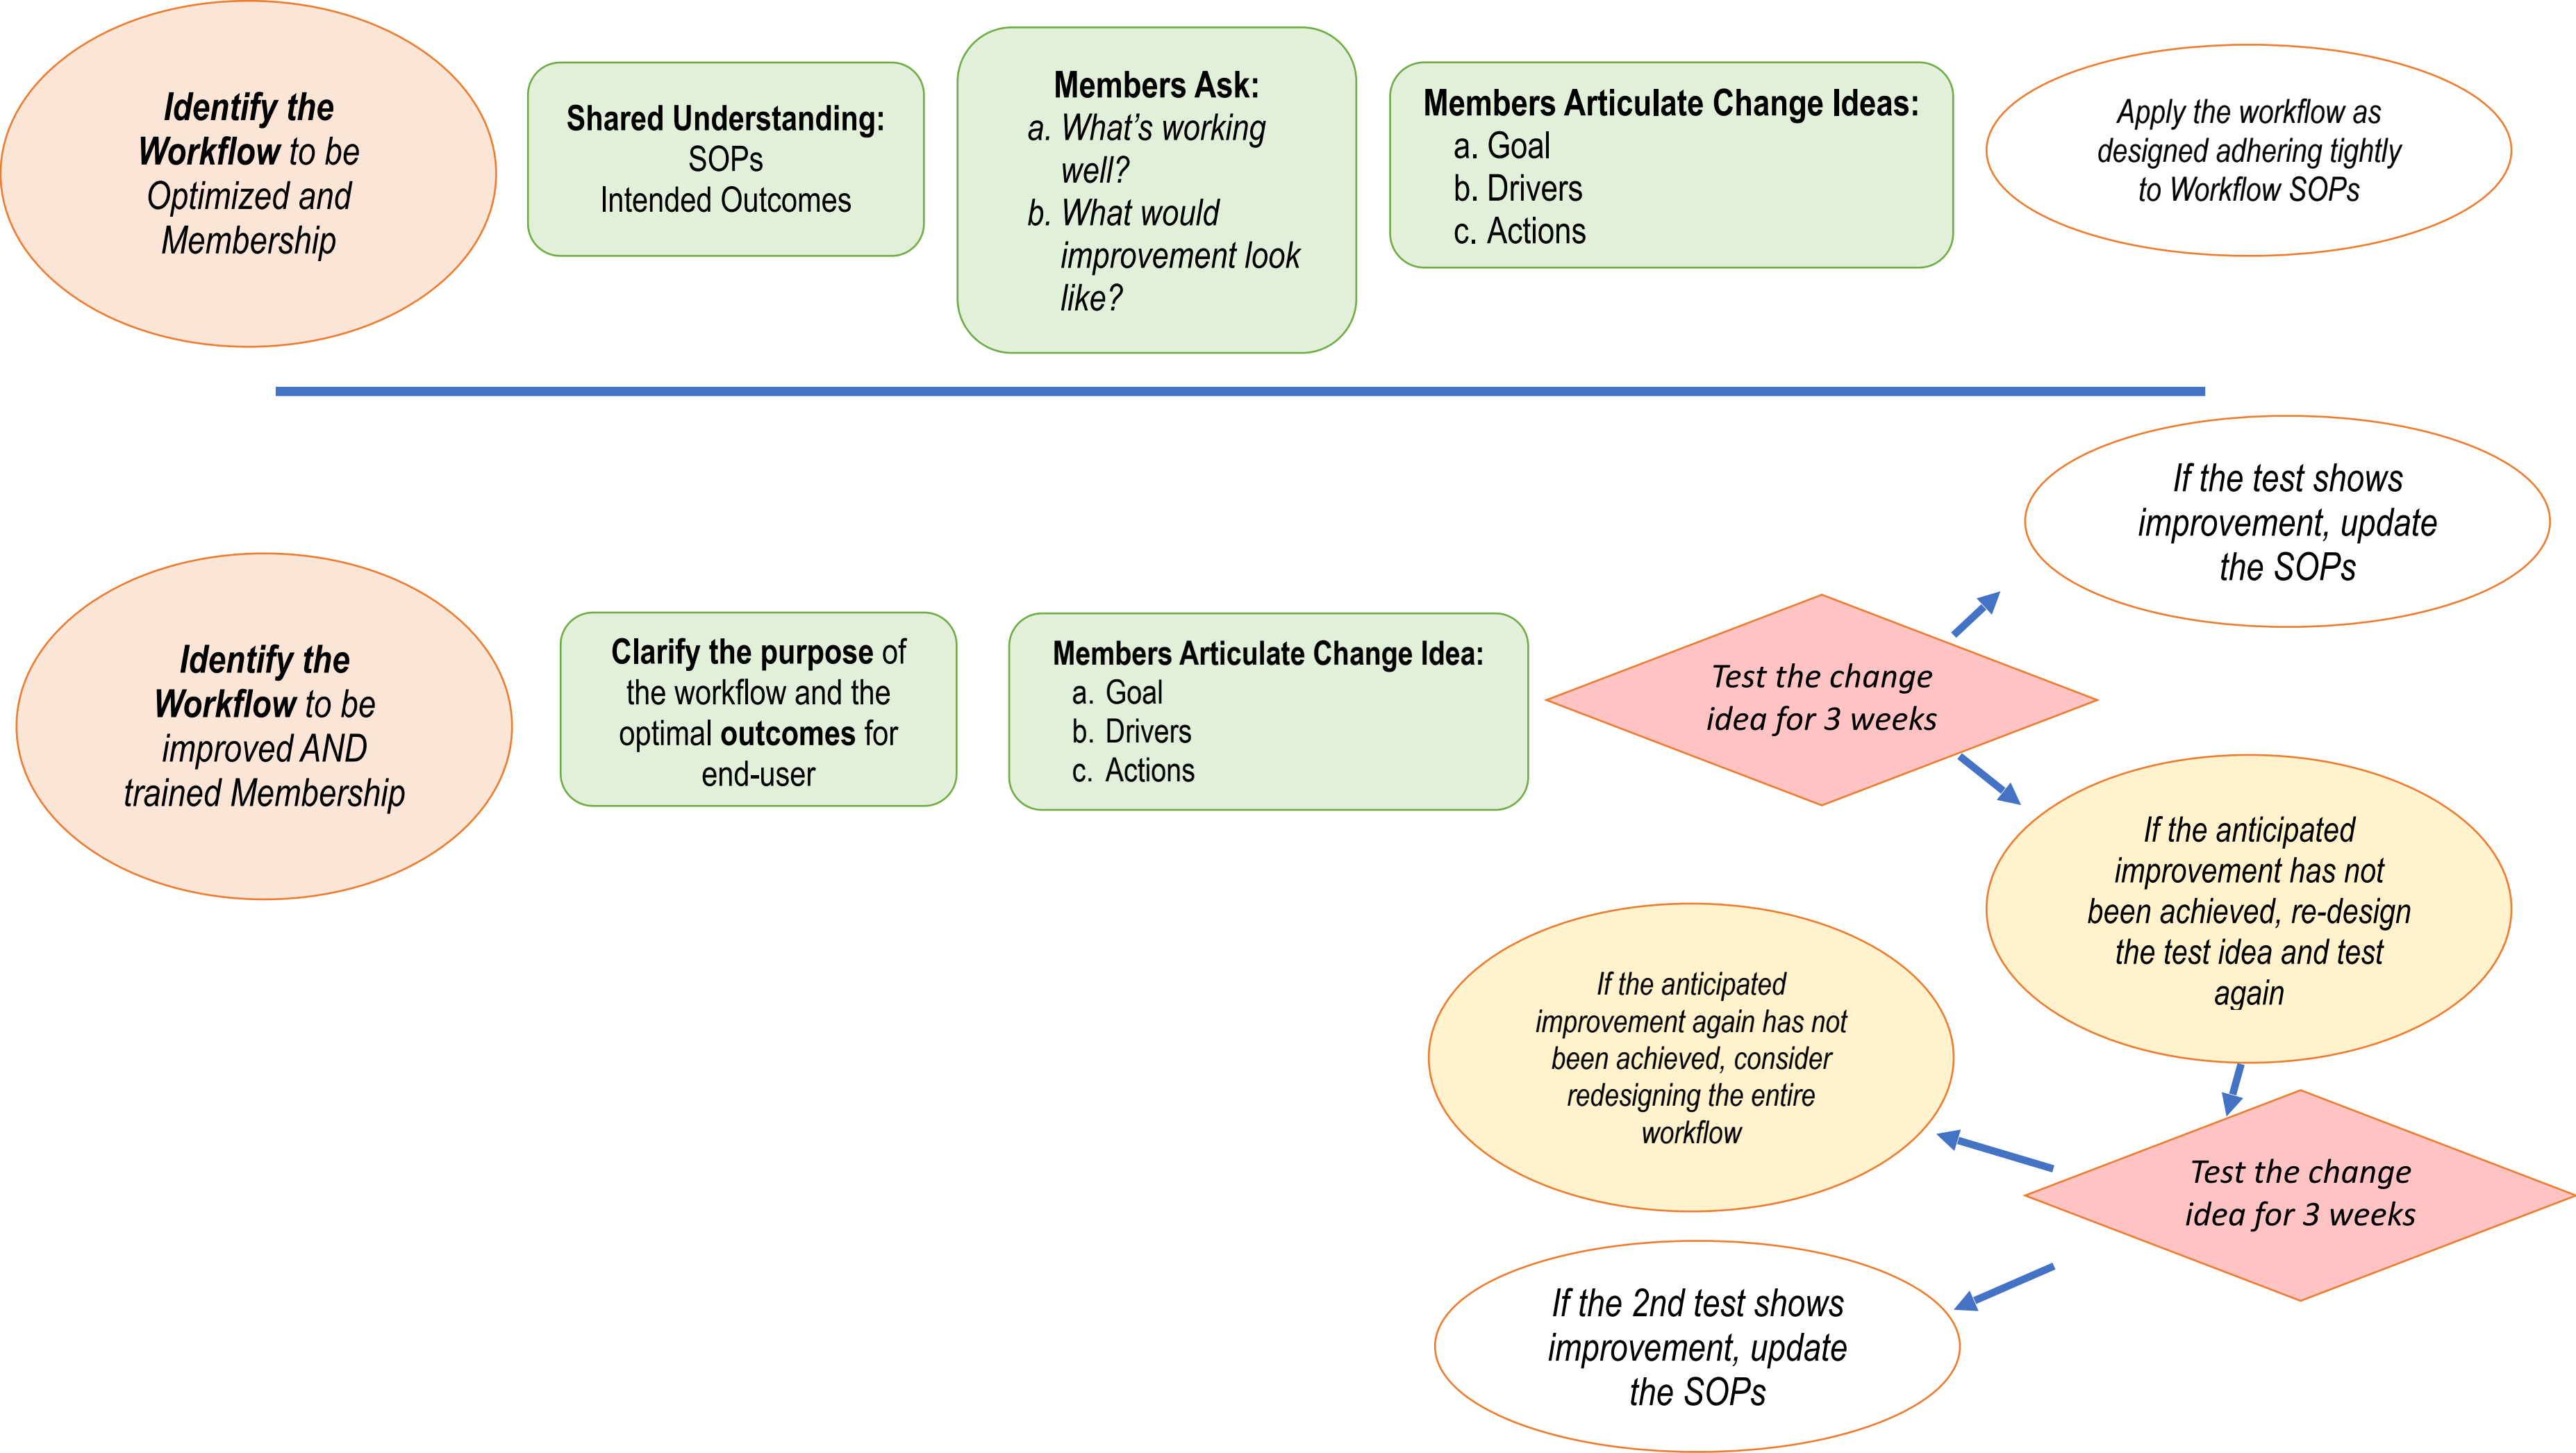 Identify the
Workflow to be
Optimized and
Membership
Shared Understanding:
SOPs
Intended Outcomes
Members Ask:
a. What’s working
well?
b. What would
improvement look
like?
Members Articulate Change Ideas:
a. Goal
b. Drivers
c. Actions
Apply the workflow as
designed adhering tightly
to Workflow SOPs
Identify the
Workflow to be
improved AND
trained Membership
Clarify the purpose of
the workflow and the
optimal outcomes for
end-user
Members Articulate Change Idea:
a. Goal
b. Drivers
c. Actions
Test the change
idea for 3 weeks
If the test shows
improvement, update
the SOPs
If the anticipated
improvement has not
been achieved, re-design
the test idea and test
again
Test the change
idea for 3 weeks
If the anticipated
improvement again has not
been achieved, consider
redesigning the entire
workflow
If the 2nd test shows
improvement, update
the SOPs